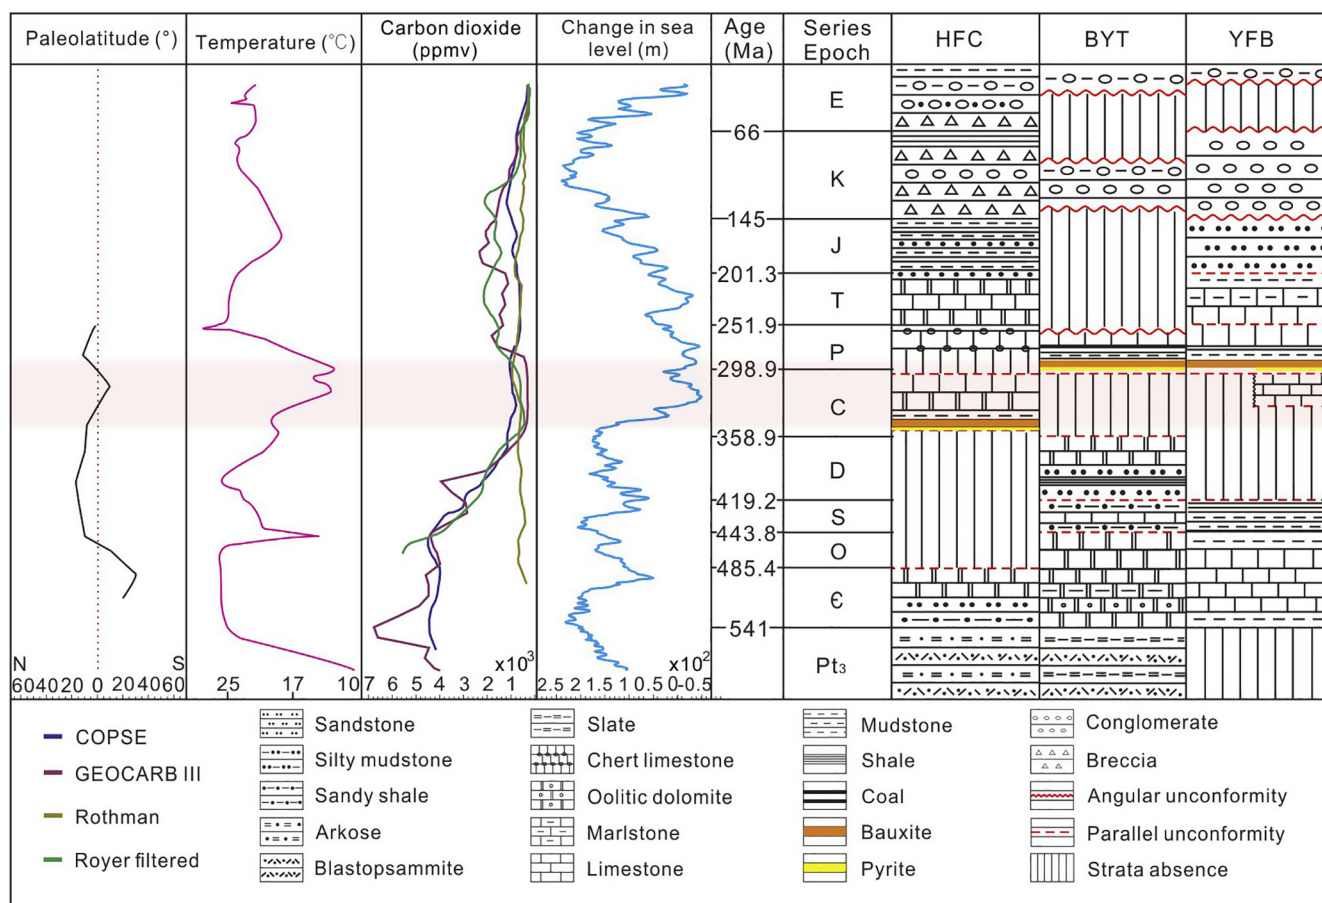 Paleolatitude (°)
Temperature (℃)
Carbon dioxide
(ppmv)
Change in sea
level (m)
Age
(Ma)
Series
Epoch
HFC
BYT
YFB
E
66
K
145
J
201.3
T
251.9
P
298.9
C
358.9
D
419.2
S
443.8
O
485.4
Є
541
Pt₃
N
S
×10³
×10²
604020 0 204060
25 17 10
7 6 5 4 3 2 1
2.5 2 1.5 1 0.5 0-0.5
COPSE
GEOCARB III
Rothman
Royer filtered
Sandstone
Silty mudstone
Sandy shale
Arkose
Blastopsammite
Slate
Chert limestone
Oolitic dolomite
Marlstone
Limestone
Mudstone
Shale
Coal
Bauxite
Pyrite
Conglomerate
Breccia
Angular unconformity
Parallel unconformity
Strata absence